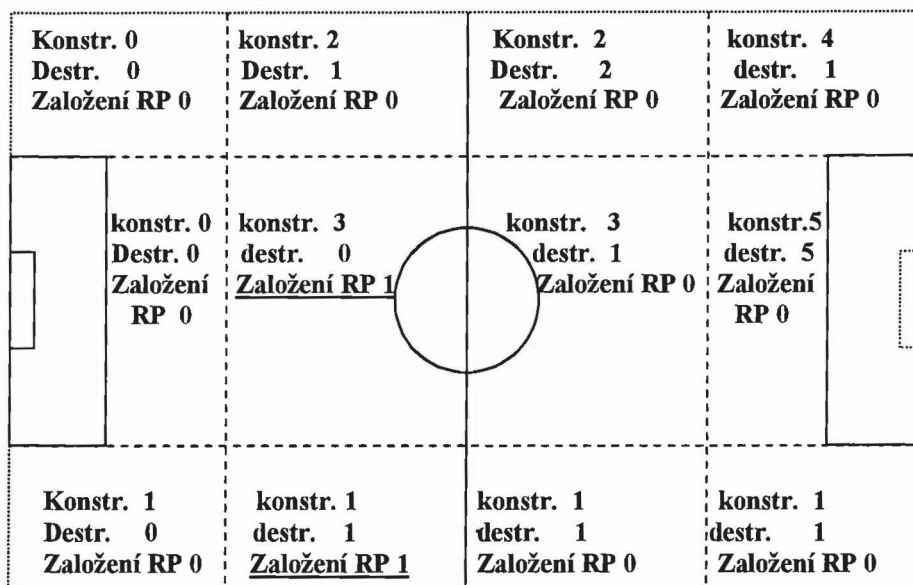 Konstr. 0
Destr. 0
Založení RP 0
konstr. 2
Destr. 1
Založení RP 0
Konstr. 2
Destr. 2
Založení RP 0
konstr. 4
destr. 1
Založení RP 0
konstr. 0
Destr. 0
Založení
RP 0
konstr. 3
destr. 0
Založení RP 1
konstr. 3
destr. 1
Založení RP 0
konstr.5
destr. 5
Založení
RP 0
Konstr. 1
Destr. 0
Založení RP 0
konstr. 1
destr. 1
Založení RP 1
konstr. 1
destr. 1
Založení RP 0
konstr. 1
destr. 1
Založení RP 0